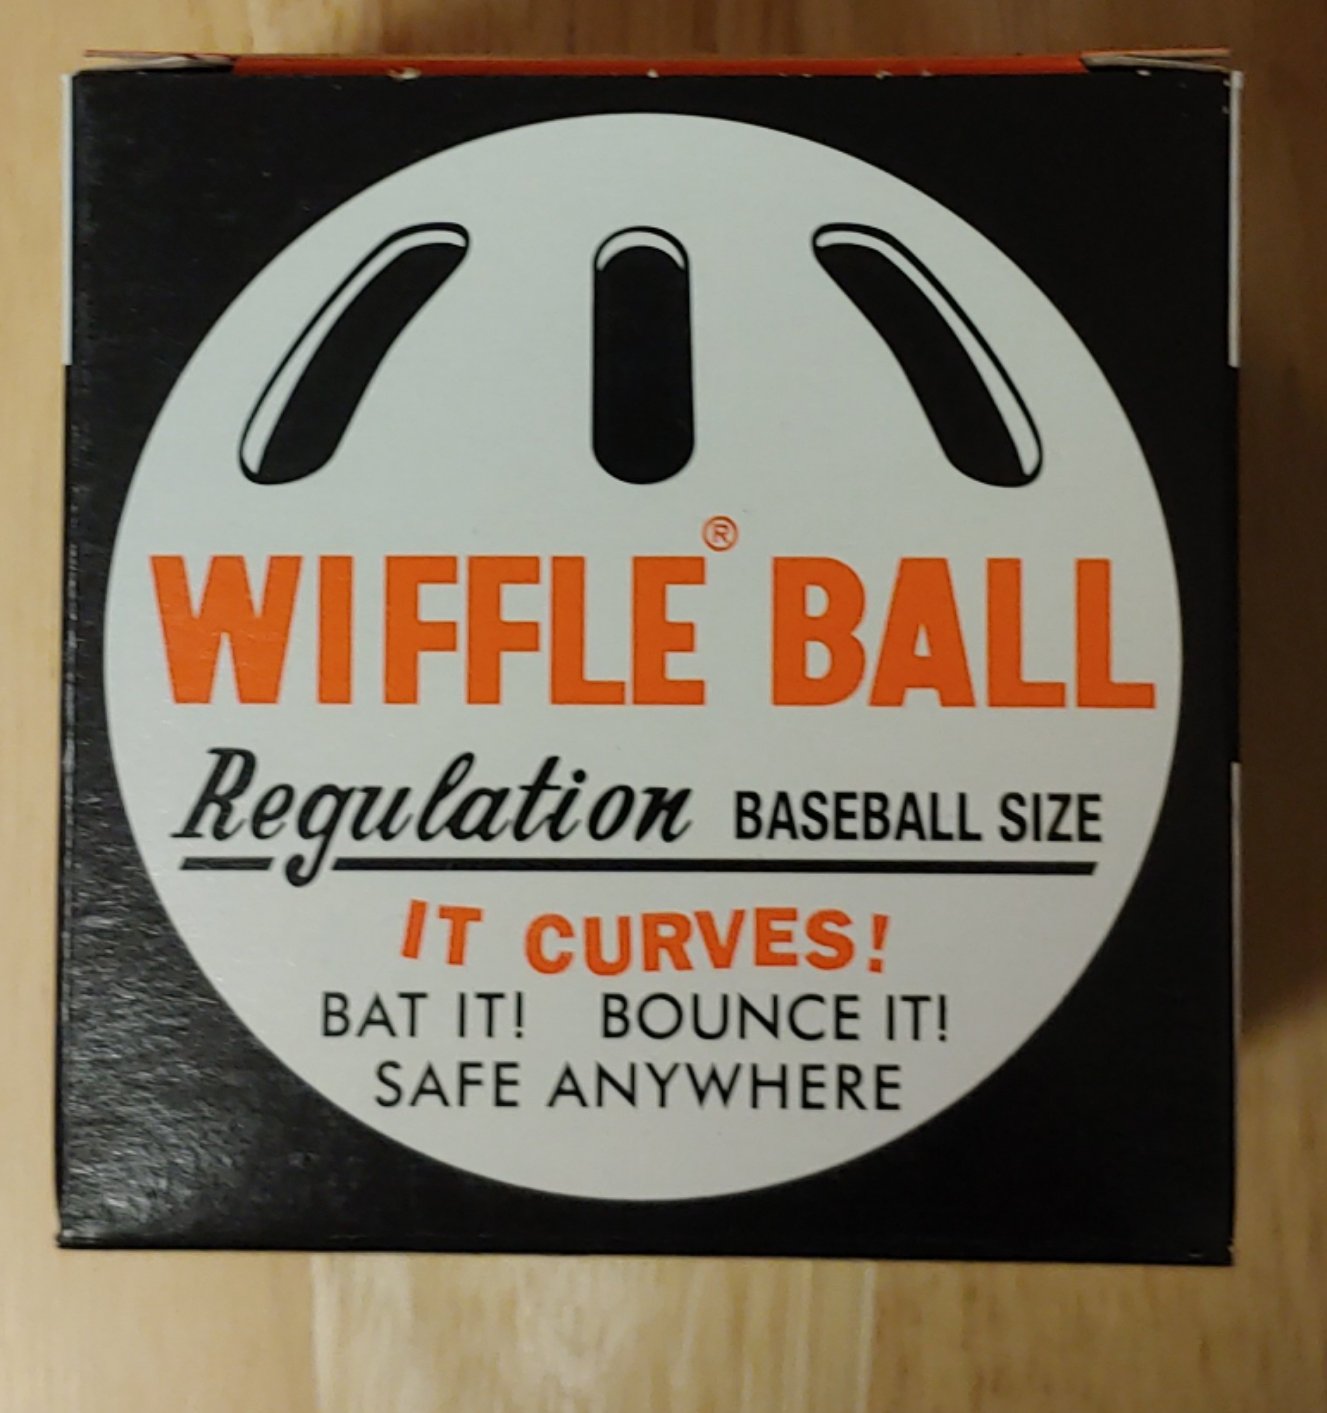 WIFFLE® BALL
Regulation BASEBALL SIZE
IT CURVES!
BAT IT! BOUNCE IT!
SAFE ANYWHERE